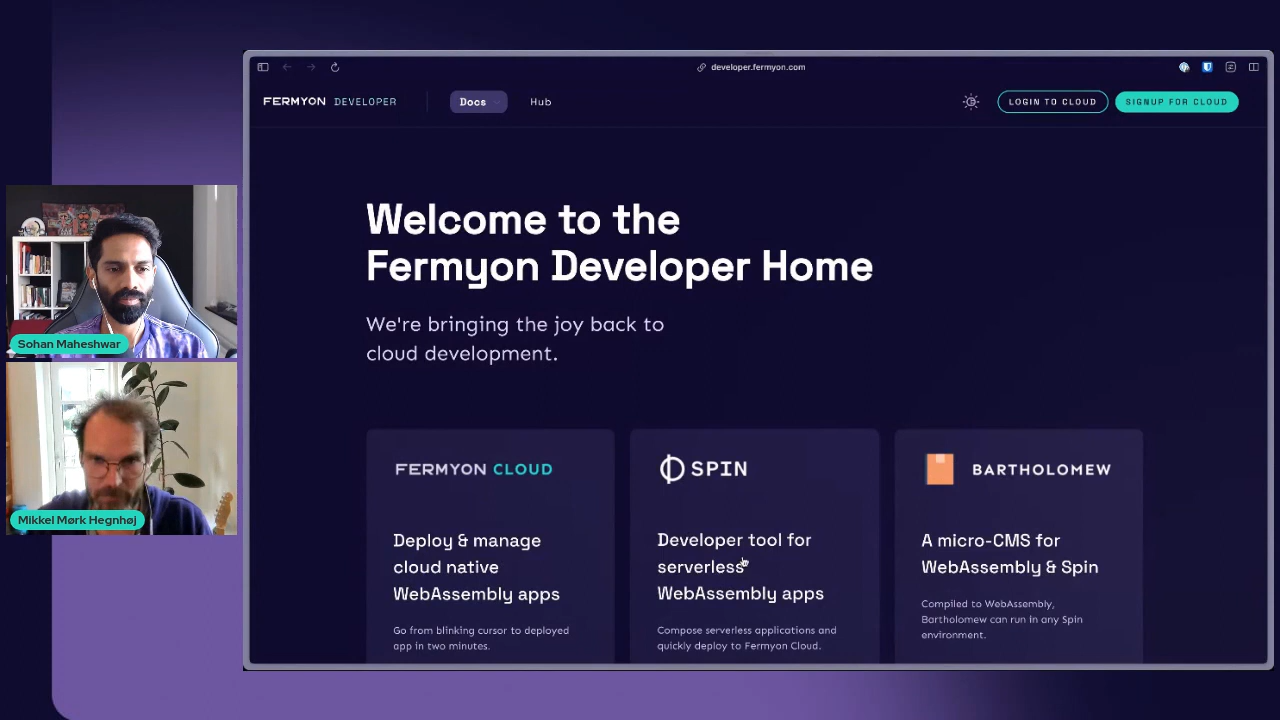 developer.fermyon.com
FERMYON DEVELOPER
Docs
Hub
LOGIN TO CLOUD
SIGNUP FOR CLOUD
Welcome to the
Fermyon Developer Home
We're bringing the joy back to
cloud development.
FERMYON CLOUD
Deploy & manage
cloud native
WebAssembly apps
Go from blinking cursor to deployed
app in two minutes.
SPIN
Developer tool for
serverless
WebAssembly apps
Compose serverless applications and
quickly deploy to Fermyon Cloud.
BARTHOLOMEW
A micro-CMS for
WebAssembly & Spin
Compiled to WebAssembly,
Bartholomew can run in any Spin
environment.
Sohan Maheshwar
Mikkel Mørk Hegnhøj